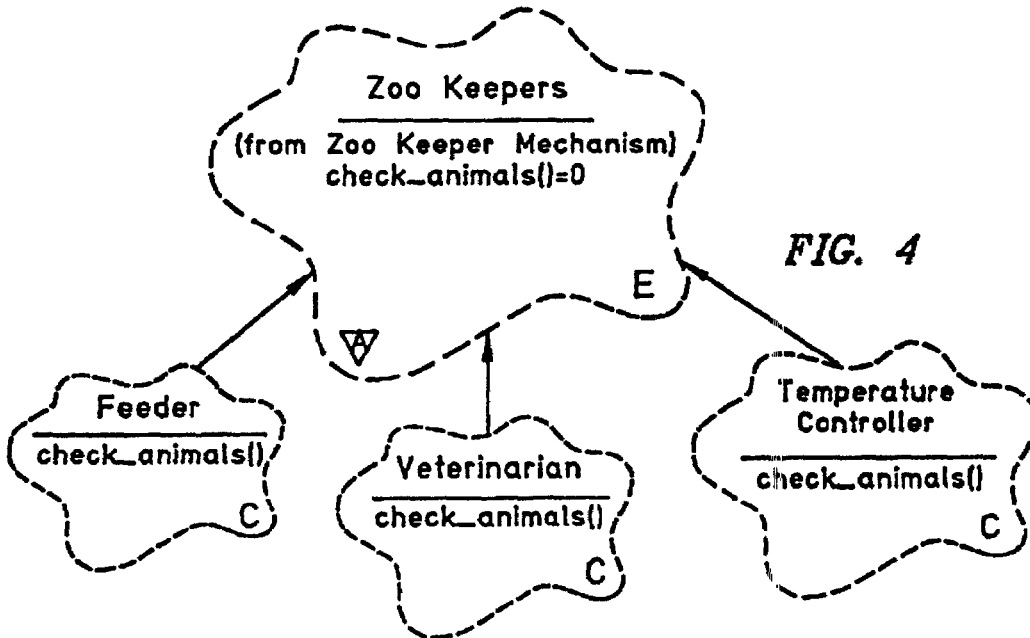 Zoo Keepers
(from Zoo Keeper Mechanism)
check_animals()=0
FIG. 4
E
A
Feeder
check_animals()
C
Veterinarian
check_animals()
C
Temperature
Controller
check_animals()
C